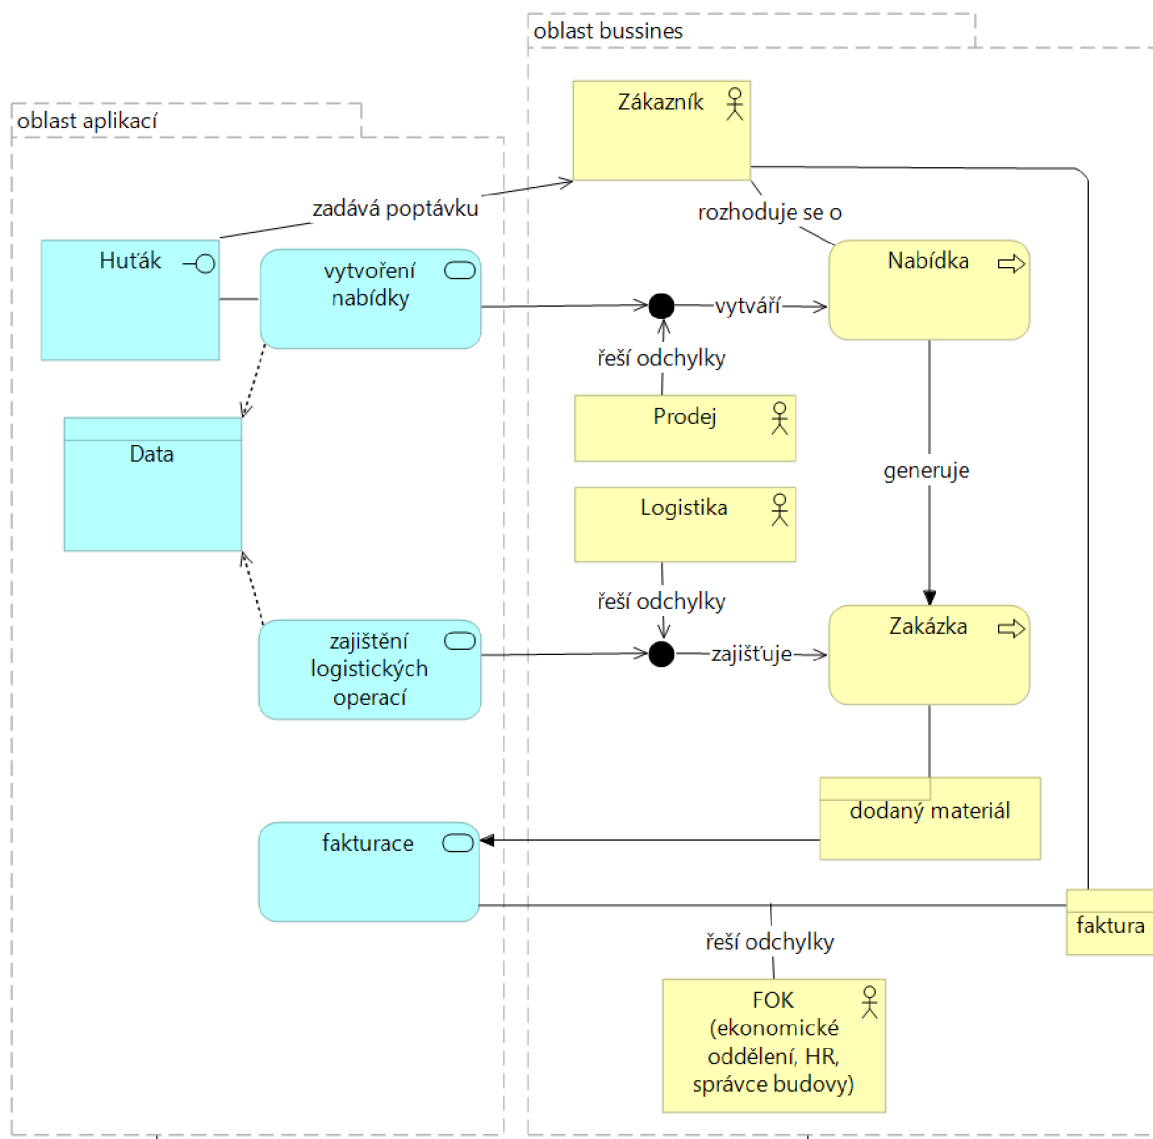 oblast bussines
Zákazník
oblast aplikací
zadává poptávku
rozhoduje se o
Huťák
vytvoření
nabídky
Nabídka
vytváří
řeší odchylky
Prodej
Data
generuje
Logistika
řeší odchylky
zajištění
logistických
operací
zajišťuje
Zakázka
dodaný materiál
fakturace
faktura
řeší odchylky
FOK
(ekonomické
oddělení, HR,
správce budovy)